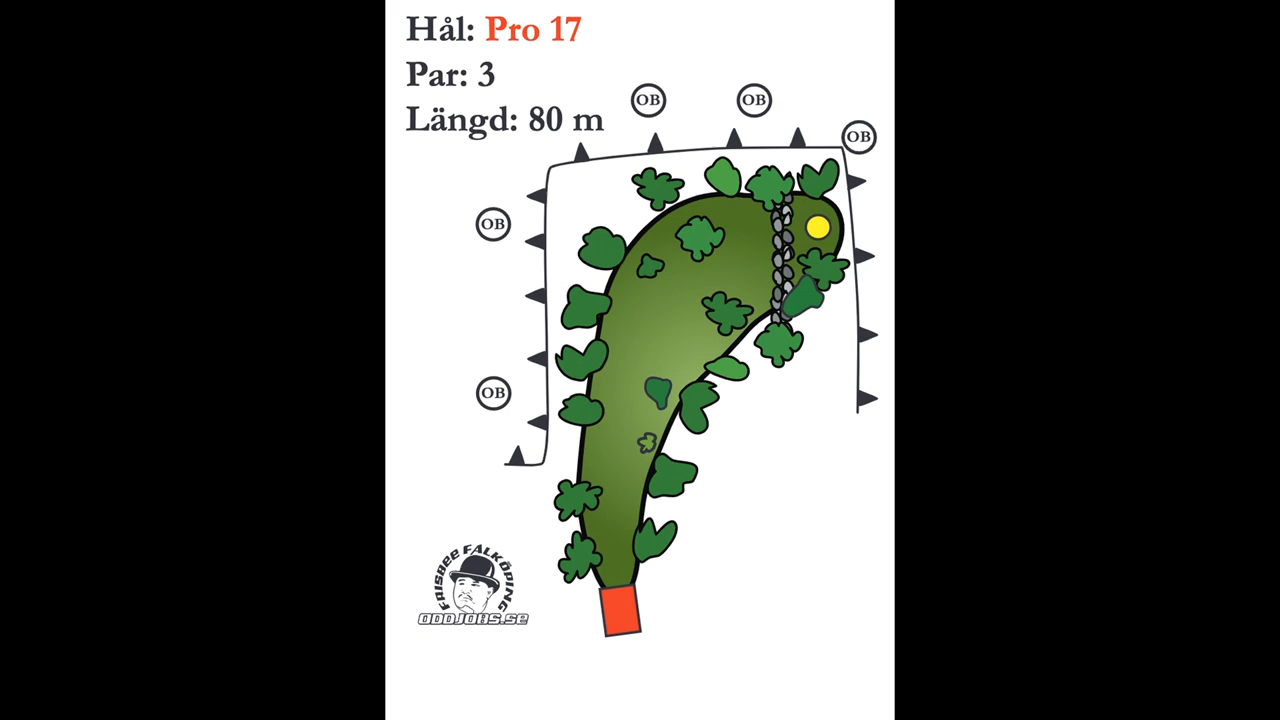 Hål: Pro 17
Par: 3
Längd: 80 m
OB
OB
OB
OB
OB
FRISBEE FALKÖPING
ODDJOBS.SE